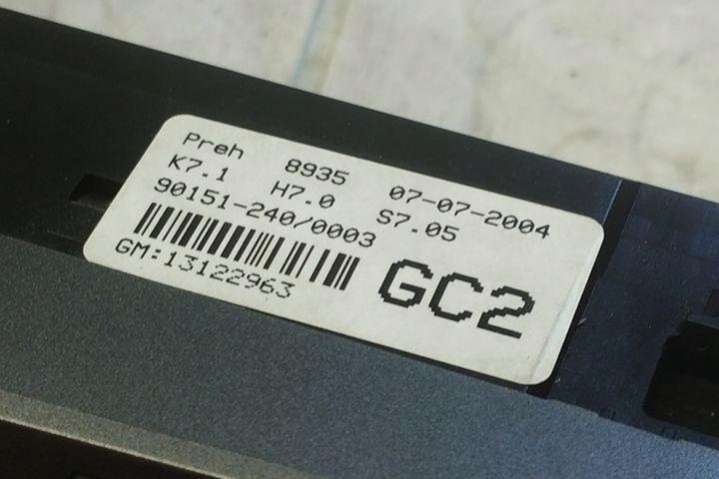 Preh 8935 07-07-2004
K7.1 H7.0 S7.05
90151-240/0003
GM:13122963
GC2